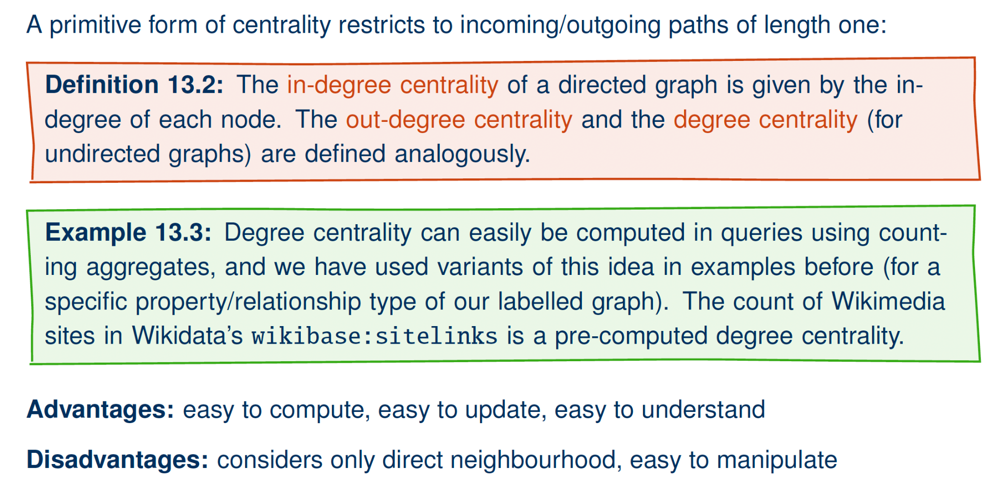 A primitive form of centrality restricts to incoming/outgoing paths of length one:
Definition 13.2: The in-degree centrality of a directed graph is given by the in-
degree of each node. The out-degree centrality and the degree centrality (for
undirected graphs) are defined analogously.
Example 13.3: Degree centrality can easily be computed in queries using count-
ing aggregates, and we have used variants of this idea in examples before (for a
specific property/relationship type of our labelled graph). The count of Wikimedia
sites in Wikidata's wikibase:sitelinks is a pre-computed degree centrality.
Advantages: easy to compute, easy to update, easy to understand
Disadvantages: considers only direct neighbourhood, easy to manipulate